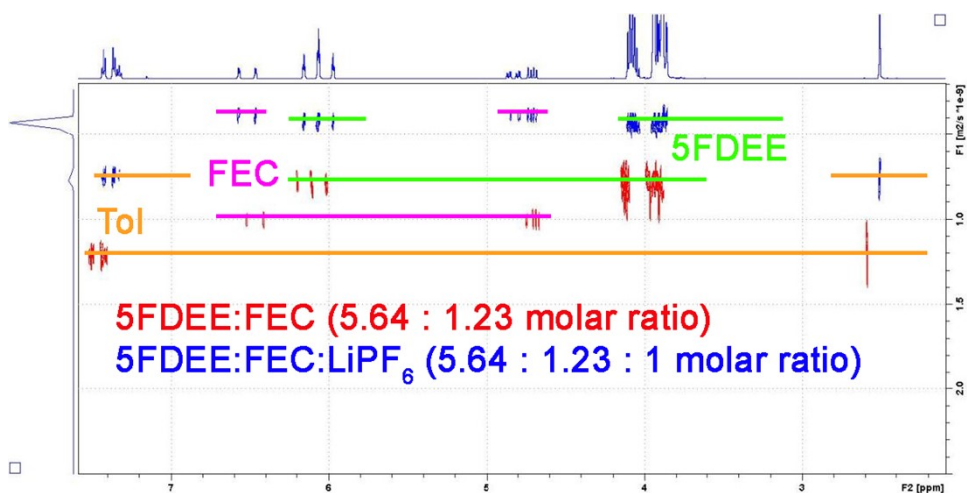 F1 [m2/s *1e-9]
5FDEE
FEC
Tol
1.0
1.5
2.0
5FDEE:FEC (5.64 : 1.23 molar ratio)
5FDEE:FEC:LiPF₆ (5.64 : 1.23 : 1 molar ratio)
7 6 5 4 3 F2 [ppm]